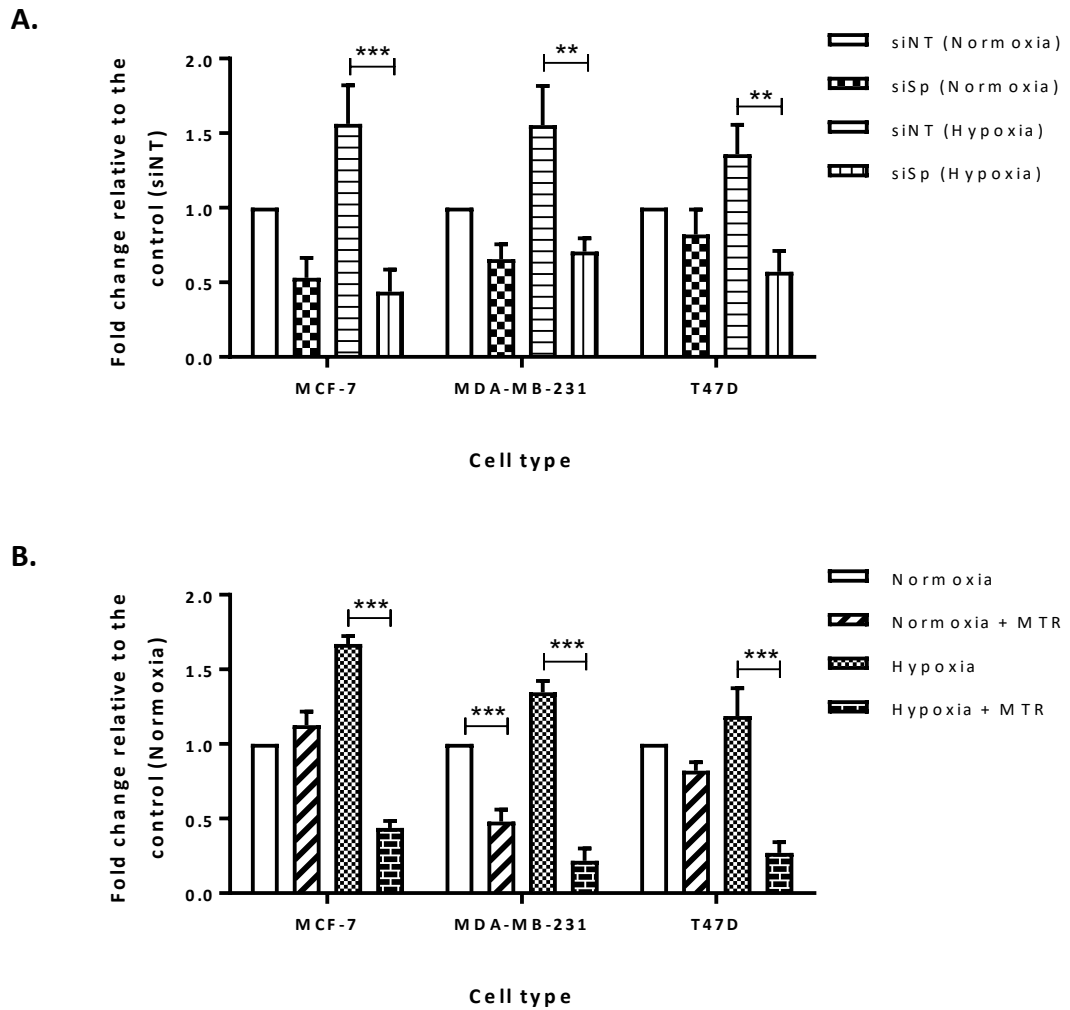 A.
Fold change relative to the
control (siNT)
2.0
1.5
1.0
0.5
0.0
***
**
**
MCF-7
MDA-MB-231
T47D
Cell type
siNT (Normoxia)
siSp (Normoxia)
siNT (Hypoxia)
siSp (Hypoxia)
B.
Fold change relative to the
control (Normoxia)
2.0
1.5
1.0
0.5
0.0
***
***
***
***
MCF-7
MDA-MB-231
T47D
Cell type
Normoxia
Normoxia + MTR
Hypoxia
Hypoxia + MTR